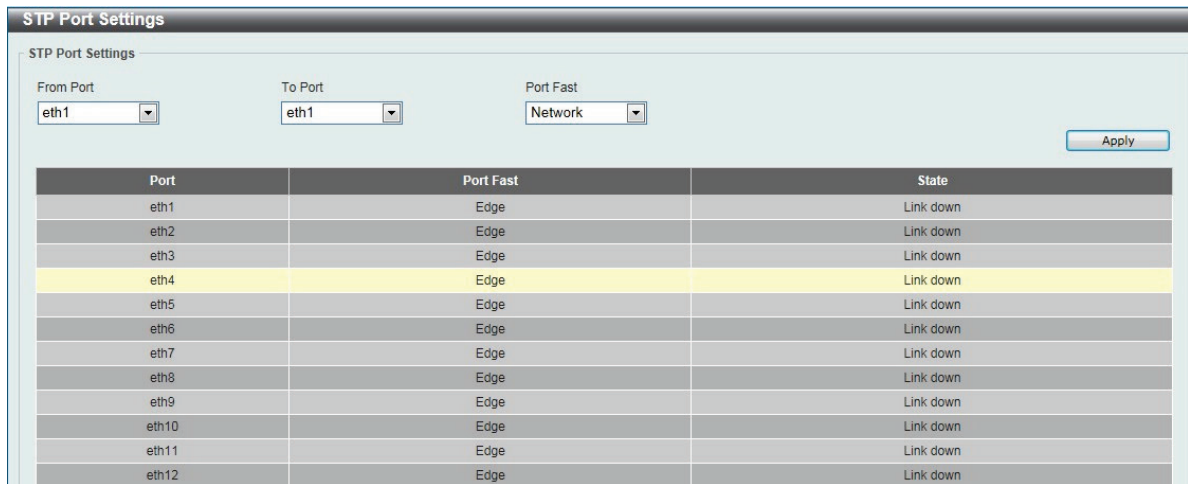 STP Port Settings
STP Port Settings
From Port To Port Port Fast
eth1 eth1 Network
Apply
Port Port Fast State
eth1 Edge Link down
eth2 Edge Link down
eth3 Edge Link down
eth4 Edge Link down
eth5 Edge Link down
eth6 Edge Link down
eth7 Edge Link down
eth8 Edge Link down
eth9 Edge Link down
eth10 Edge Link down
eth11 Edge Link down
eth12 Edge Link down